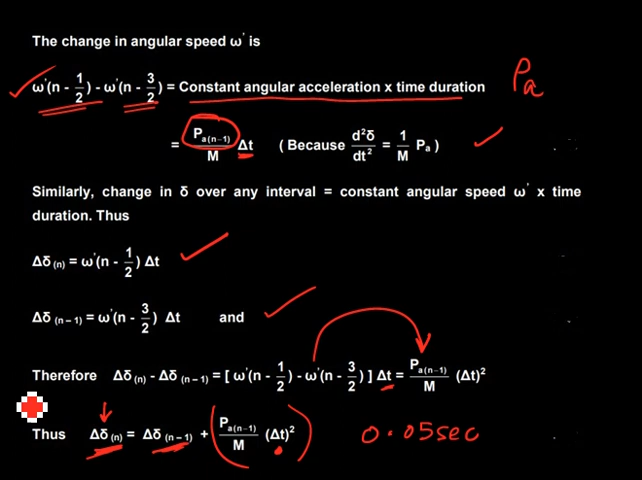 The change in angular speed ω' is
ω'(n - 1/2) - ω'(n - 3/2) = Constant angular acceleration x time duration
Pa
= Pa(n-1)/M Δt ( Because d²δ/dt² = 1/M Pa )
Similarly, change in δ over any interval = constant angular speed ω' x time
duration. Thus
Δδ (n) = ω'(n - 1/2) Δt
Δδ (n - 1) = ω'(n - 3/2) Δt and
Therefore Δδ (n) - Δδ (n - 1) = [ ω'(n - 1/2) - ω'(n - 3/2) ] Δt = Pa(n-1)/M (Δt)²
Thus Δδ (n) = Δδ (n - 1) + Pa(n-1)/M (Δt)² 0.05sec